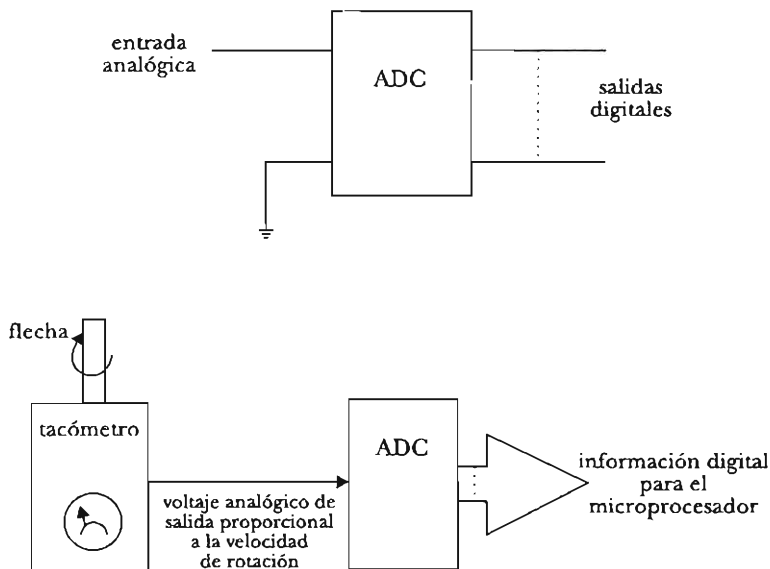 entrada
analógica
ADC
salidas
digitales
flecha
tacómetro
voltaje analógico de
salida proporcional
a la velocidad
de rotación
ADC
información digital
para el
microprocesador